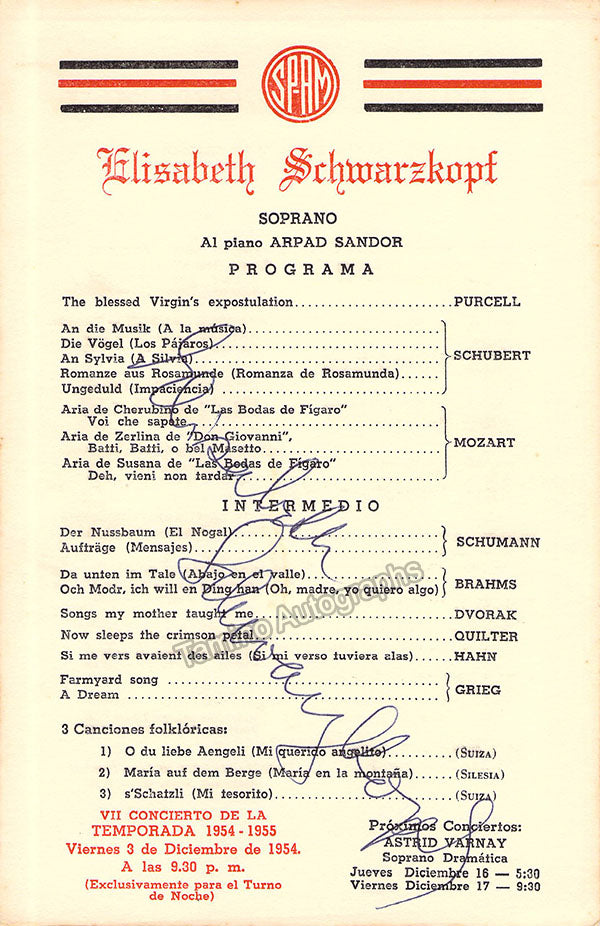 SPAM
Elisabeth Schwarzkopf
SOPRANO
Al piano ARPAD SANDOR
PROGRAMA
The blessed Virgin's expostulation..............................PURCELL
An die Musik (A la música)
Die Vögel (Los Pájaros)
An Sylvia (A Silvia)
Romanze aus Rosamunde (Romanza de Rosamunda)
Ungeduld (Impaciencia)
SCHUBERT
Aria de Cherubino de "Las Bodas de Fígaro"
Voi che sapete
Aria de Zerlina de "Don Giovanni",
Batti, Batti, o bel Masetto
Aria de Susana de "Las Bodas de Fígaro"
Deh, vieni non tardar
MOZART
INTERMEDIO
Der Nussbaum (El Nogal)
Aufträge (Mensajes)
SCHUMANN
Da unten im Tale (Abajo en el valle)
Och Modr, ich will en Ding han (Oh, madre, yo quiero algo)
BRAHMS
Songs my mother taught me DVORAK
Now sleeps the crimson petal QUILTER
Si me vers avaient des ailes (Si mi verso tuviera alas) HAHN
Farmyard song
A Dream
GRIEG
3 Canciones folklóricas:
1) O du liebe Aengeli (Mi querido angelito) (SUIZA)
2) María auf dem Berge (María en la montaña) (SILESIA)
3) s'Schatzli (Mi tesorito) (SUIZA)
VII CONCIERTO DE LA
TEMPORADA 1954-1955
Viernes 3 de Diciembre de 1954.
A las 9.30 p. m.
(Exclusivamente para el Turno
de Noche)
Próximos Conciertos:
ASTRID VARNAY
Soprano Dramática
Jueves Diciembre 16 — 5:30
Viernes Diciembre 17 — 9:30
Elisabeth Schwarzkopf
Tamino Autographs